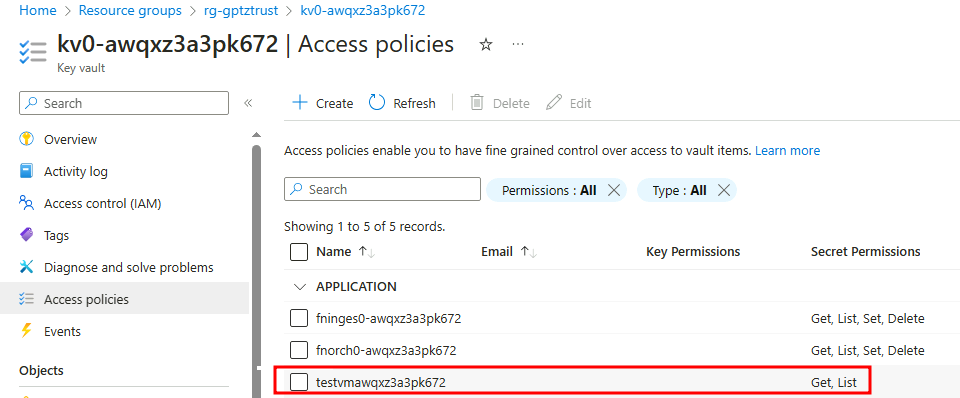 Home > Resource groups > rg-gptztrust > kv0-awqxz3a3pk672
kv0-awqxz3a3pk672 | Access policies
Key vault
Search
Overview
Activity log
Access control (IAM)
Tags
Diagnose and solve problems
Access policies
Events
Objects
Create Refresh Delete Edit
Access policies enable you to have fine grained control over access to vault items. Learn more
Search Permissions : All Type : All
Showing 1 to 5 of 5 records.
Name Email Key Permissions Secret Permissions
APPLICATION
fninges0-awqxz3a3pk672 Get, List, Set, Delete
fnorch0-awqxz3a3pk672 Get, List, Set, Delete
testvmawqxz3a3pk672 Get, List